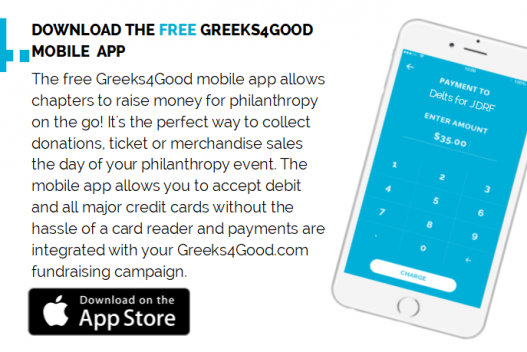 4.
DOWNLOAD THE FREE GREEKS4GOOD
MOBILE APP
The free Greeks4Good mobile app allows
chapters to raise money for philanthropy
on the go! It's the perfect way to collect
donations, ticket or merchandise sales
the day of your philanthropy event. The
mobile app allows you to accept debit
and all major credit cards without the
hassle of a card reader and payments are
integrated with your Greeks4Good.com
fundraising campaign.
Download on the
App Store
PAYMENT TO
Delts for JDRF
ENTER AMOUNT
$35.00
1 2 3
4 5 6
7 8 9
. 0 ←
CHARGE